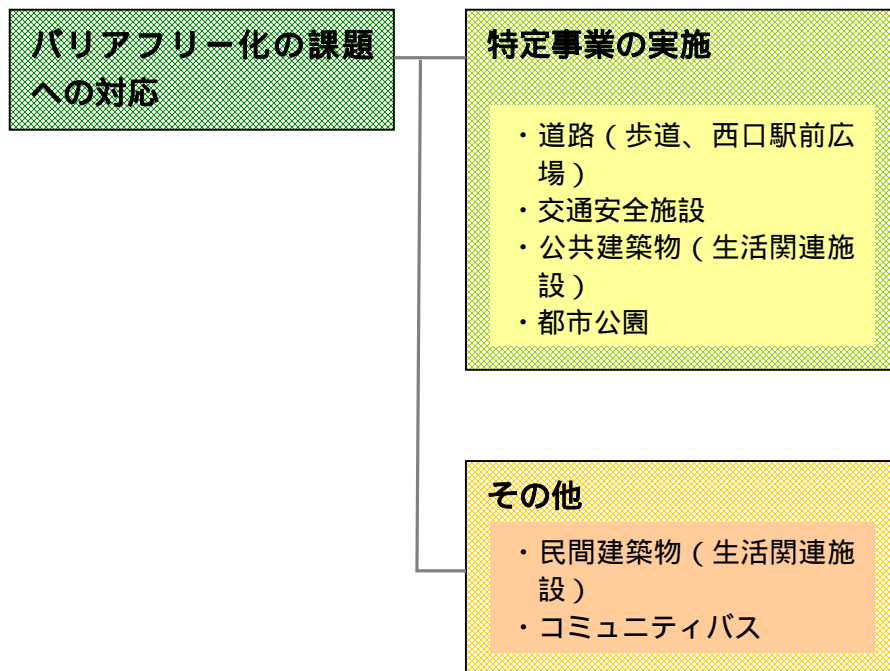 バリアフリー化の課題
への対応
特定事業の実施
・道路（歩道、西口駅前広
場）
・交通安全施設
・公共建築物（生活関連施
設）
・都市公園
その他
・民間建築物（生活関連施
設）
・コミュニティバス